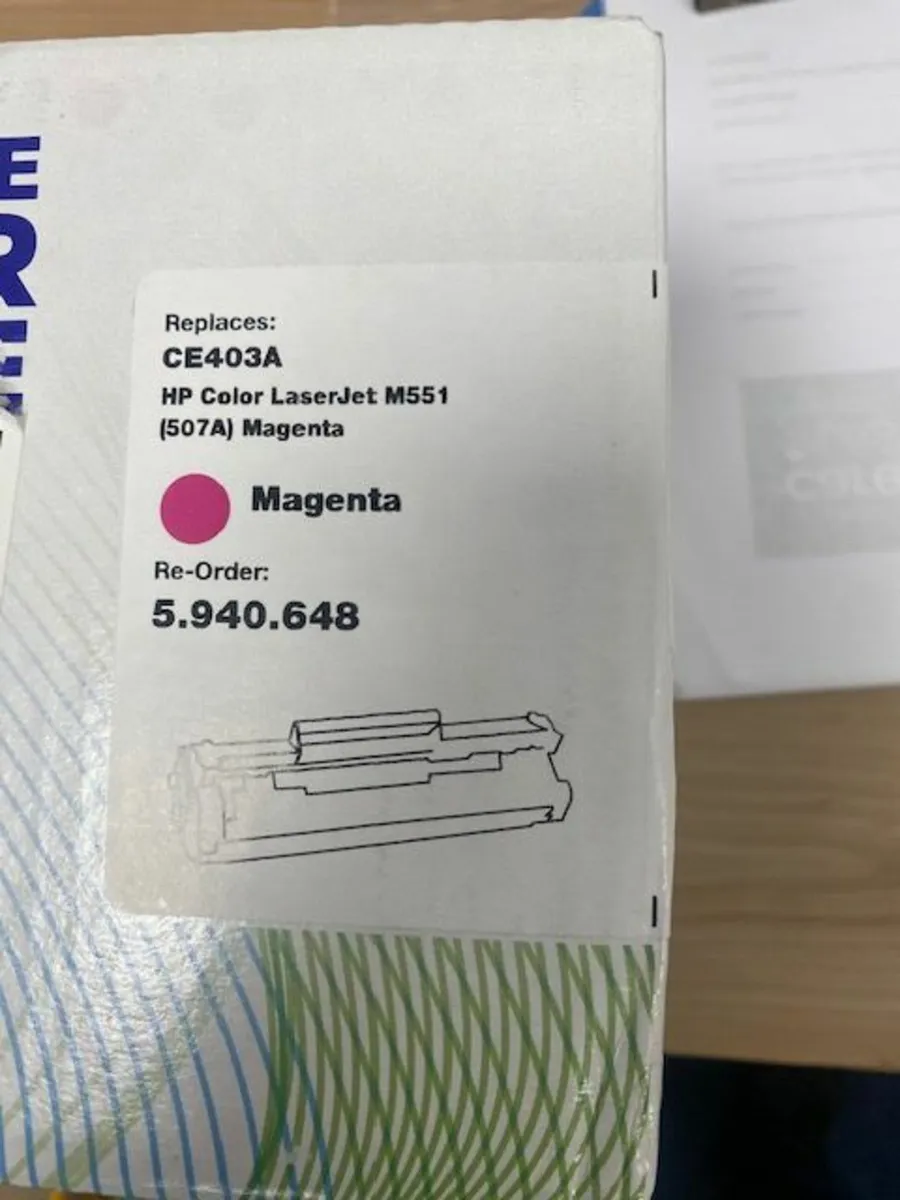 Replaces:
CE403A
HP Color LaserJet M551
(507A) Magenta
Magenta
Re-Order:
5.940.648